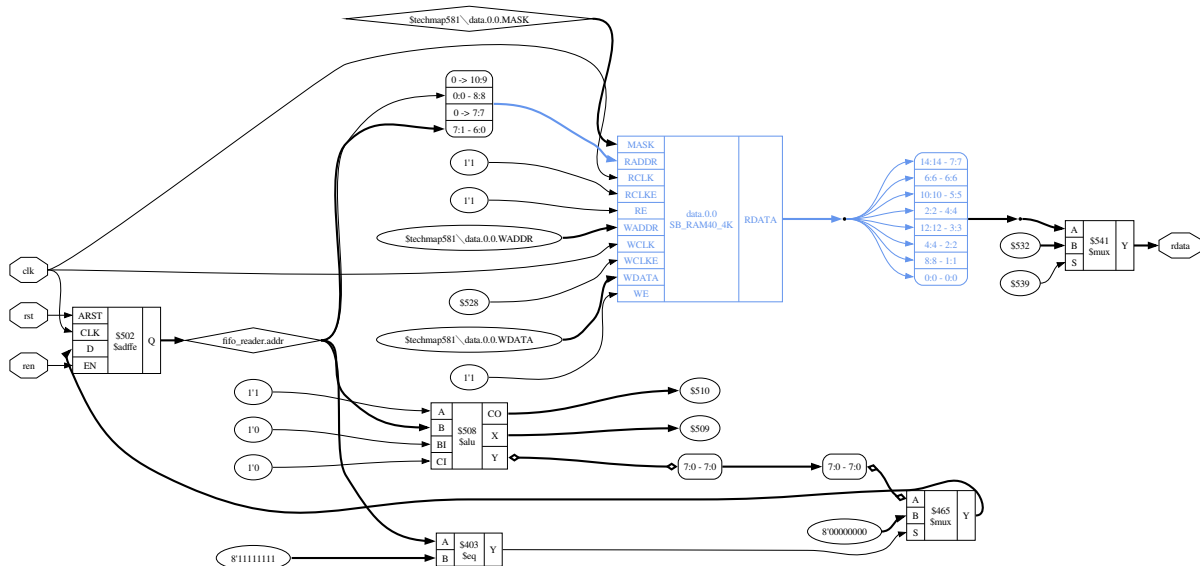 $techmap581\data.0.0.MASK
0 -> 10:9
0:0 - 8:8
0 -> 7:7
7:1 - 6:0
1'1
1'1
$techmap581\data.0.0.WADDR
$528
$techmap581\data.0.0.WDATA
1'1
MASK
RADDR
RCLK
RCLKE
RE
WADDR
WCLK
WCLKE
WDATA
WE
data.0.0
SB_RAM40_4K
RDATA
14:14 - 7:7
6:6 - 6:6
10:10 - 5:5
2:2 - 4:4
12:12 - 3:3
4:4 - 2:2
8:8 - 1:1
0:0 - 0:0
$532
$539
A
B
S
$541
$mux
Y
rdata
clk
rst
ren
ARST
CLK
D
EN
$502
$adffe
Q
fifo_reader.addr
1'1
1'0
1'0
A
B
BI
CI
$508
$alu
CO
X
Y
$510
$509
7:0 - 7:0
7:0 - 7:0
8'00000000
A
B
S
$465
$mux
Y
8'11111111
A
B
$403
$eq
Y